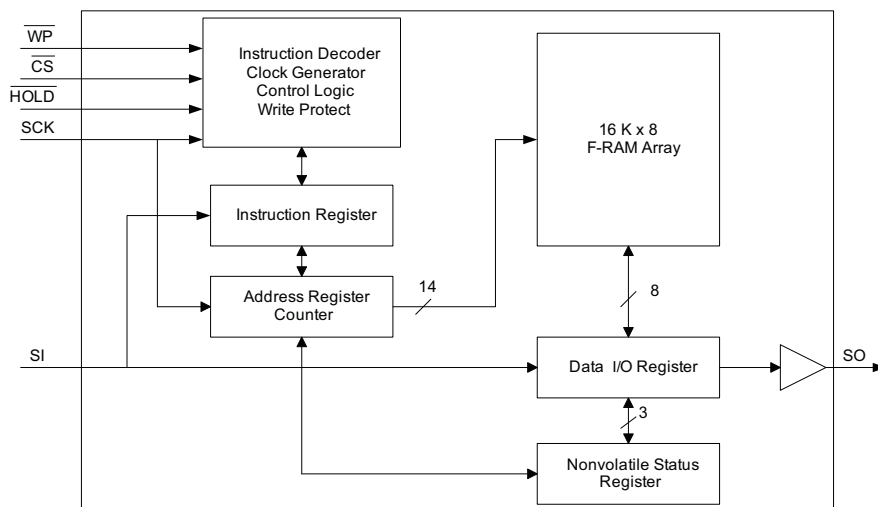 WP
CS
HOLD
SCK
Instruction Decoder
Clock Generator
Control Logic
Write Protect
16 K x 8
F-RAM Array
Instruction Register
Address Register
Counter
14
8
SI
Data I/O Register
SO
3
Nonvolatile Status
Register